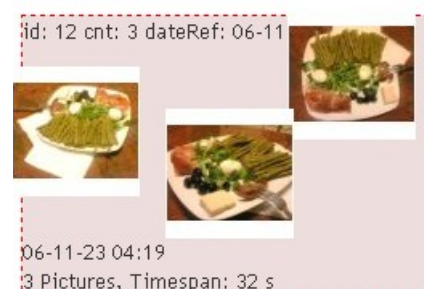 id: 12 cnt: 3 dateRef: 06-11
06-11-23 04:19
3 Pictures, Timespan: 32 s